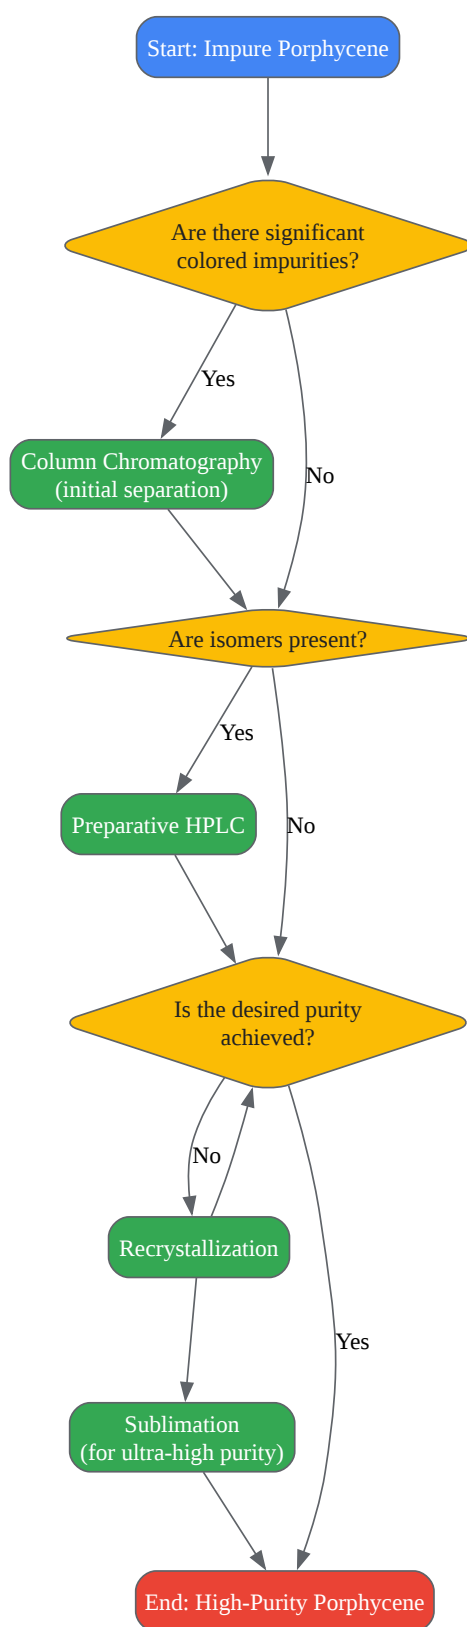 Start: Impure Porphycene
Are there significant
colored impurities?
Yes
Column Chromatography
(initial separation)
No
Are isomers present?
Yes
Preparative HPLC
No
Is the desired purity
achieved?
No
Recrystallization
Yes
Sublimation
(for ultra-high purity)
End: High-Purity Porphycene